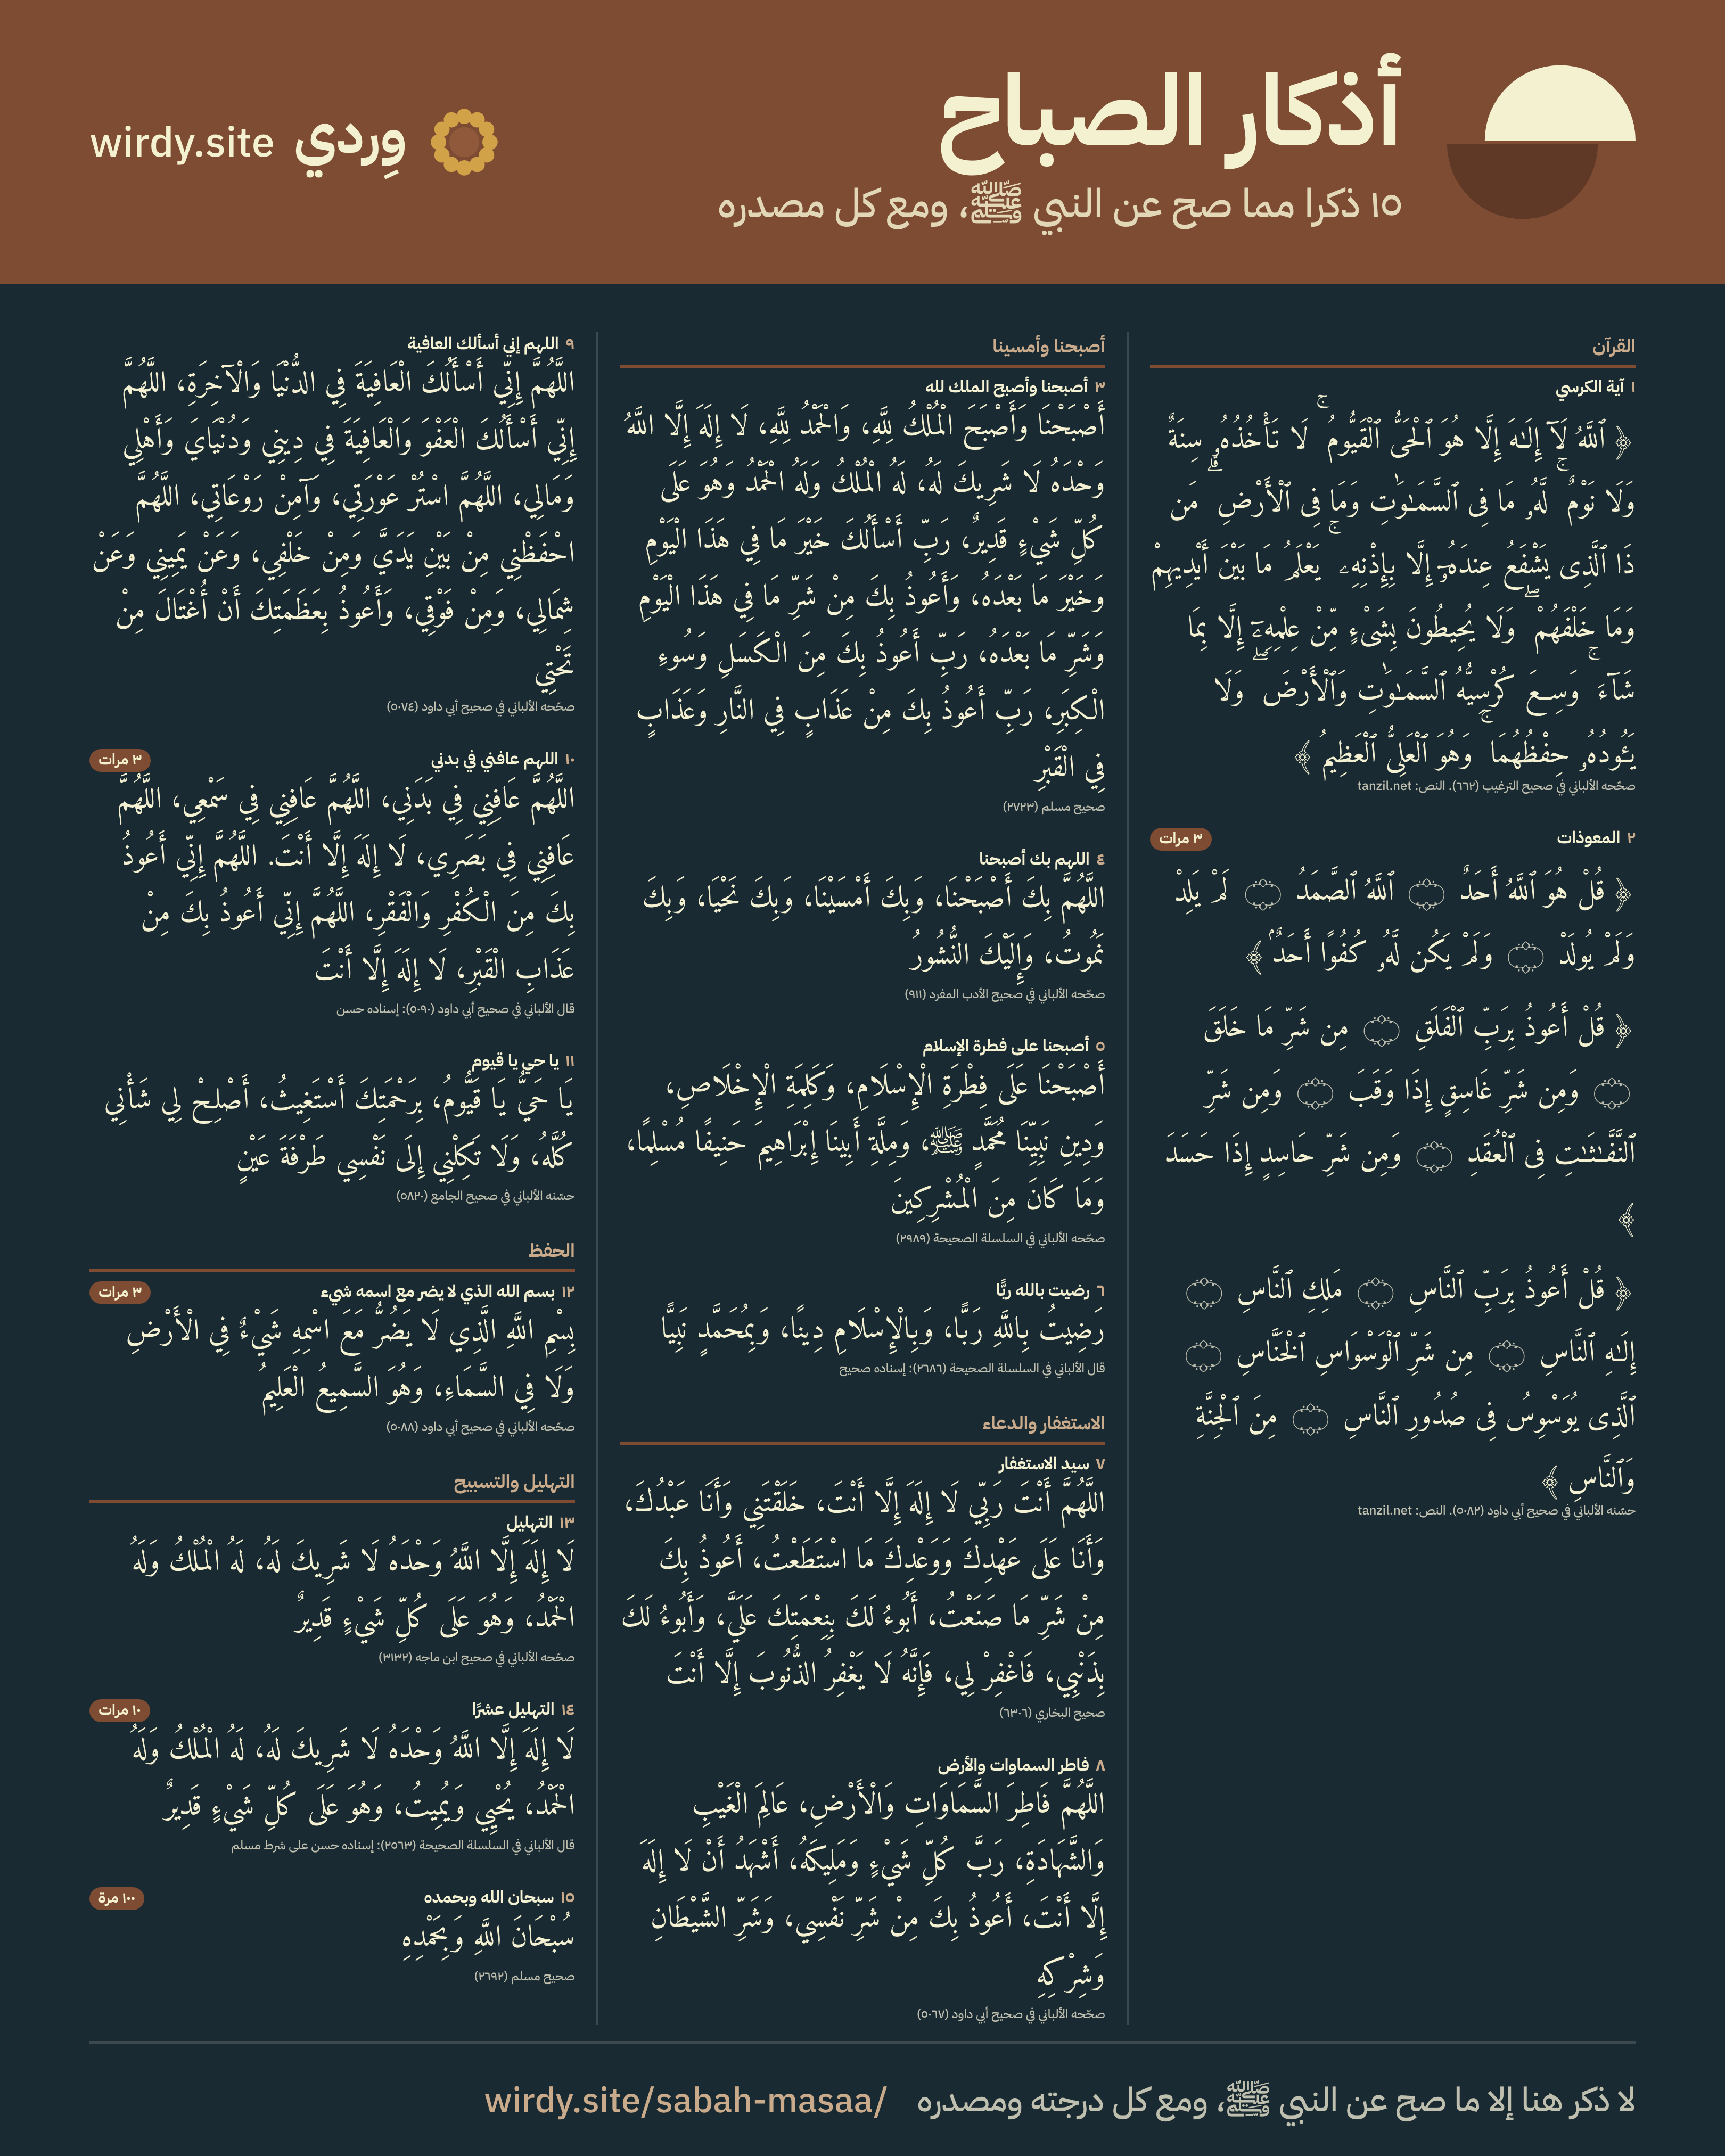 أذكار الصباح
١٥ ذكرا مما صح عن النبي ﷺ، ومع كل مصدره
وِردي wirdy.site
القرآن
١ آية الكرسي
﴿ ٱللَّهُ لَآ إِلَـٰهَ إِلَّا هُوَ ٱلْحَىُّ ٱلْقَيُّومُ ۚ لَا تَأْخُذُهُۥ سِنَةٌ
وَلَا نَوْمٌ ۚ لَّهُۥ مَا فِى ٱلسَّمَـٰوَٰتِ وَمَا فِى ٱلْأَرْضِ ۗ مَن
ذَا ٱلَّذِى يَشْفَعُ عِندَهُۥٓ إِلَّا بِإِذْنِهِۦ ۚ يَعْلَمُ مَا بَيْنَ أَيْدِيهِمْ
وَمَا خَلْفَهُمْ ۖ وَلَا يُحِيطُونَ بِشَىْءٍ مِّنْ عِلْمِهِۦٓ إِلَّا بِمَا
شَآءَ ۚ وَسِعَ كُرْسِيُّهُ ٱلسَّمَـٰوَٰتِ وَٱلْأَرْضَ ۖ وَلَا
يَـُٔودُهُۥ حِفْظُهُمَا ۚ وَهُوَ ٱلْعَلِىُّ ٱلْعَظِيمُ ﴾
صحّحه الألباني في صحيح الترغيب (٦٦٢). النص: tanzil.net
٢ المعوذات ٣ مرات
﴿ قُلْ هُوَ ٱللَّهُ أَحَدٌ ۝ ٱللَّهُ ٱلصَّمَدُ ۝ لَمْ يَلِدْ
وَلَمْ يُولَدْ ۝ وَلَمْ يَكُن لَّهُۥ كُفُوًا أَحَدٌۢ ﴾
﴿ قُلْ أَعُوذُ بِرَبِّ ٱلْفَلَقِ ۝ مِن شَرِّ مَا خَلَقَ
۝ وَمِن شَرِّ غَاسِقٍ إِذَا وَقَبَ ۝ وَمِن شَرِّ
ٱلنَّفَّـٰثَـٰتِ فِى ٱلْعُقَدِ ۝ وَمِن شَرِّ حَاسِدٍ إِذَا حَسَدَ
﴾
﴿ قُلْ أَعُوذُ بِرَبِّ ٱلنَّاسِ ۝ مَلِكِ ٱلنَّاسِ ۝
إِلَـٰهِ ٱلنَّاسِ ۝ مِن شَرِّ ٱلْوَسْوَاسِ ٱلْخَنَّاسِ ۝
ٱلَّذِى يُوَسْوِسُ فِى صُدُورِ ٱلنَّاسِ ۝ مِنَ ٱلْجِنَّةِ
وَٱلنَّاسِ ﴾
حسّنه الألباني في صحيح أبي داود (٥٠٨٢). النص: tanzil.net
أصبحنا وأمسينا
٣ أصبحنا وأصبح الملك لله
أَصْبَحْنَا وَأَصْبَحَ الْمُلْكُ لِلَّهِ، وَالْحَمْدُ لِلَّهِ، لَا إِلَهَ إِلَّا اللَّهُ
وَحْدَهُ لَا شَرِيكَ لَهُ، لَهُ الْمُلْكُ وَلَهُ الْحَمْدُ وَهُوَ عَلَى
كُلِّ شَيْءٍ قَدِيرٌ، رَبِّ أَسْأَلُكَ خَيْرَ مَا فِي هَذَا الْيَوْمِ
وَخَيْرَ مَا بَعْدَهُ، وَأَعُوذُ بِكَ مِنْ شَرِّ مَا فِي هَذَا الْيَوْمِ
وَشَرِّ مَا بَعْدَهُ، رَبِّ أَعُوذُ بِكَ مِنَ الْكَسَلِ وَسُوءِ
الْكِبَرِ، رَبِّ أَعُوذُ بِكَ مِنْ عَذَابٍ فِي النَّارِ وَعَذَابٍ
فِي الْقَبْرِ
صحيح مسلم (٢٧٢٣)
٤ اللهم بك أصبحنا
اللَّهُمَّ بِكَ أَصْبَحْنَا، وَبِكَ أَمْسَيْنَا، وَبِكَ نَحْيَا، وَبِكَ
نَمُوتُ، وَإِلَيْكَ النُّشُورُ
صحّحه الألباني في صحيح الأدب المفرد (٩١١)
٥ أصبحنا على فطرة الإسلام
أَصْبَحْنَا عَلَى فِطْرَةِ الْإِسْلَامِ، وَكَلِمَةِ الْإِخْلَاصِ،
وَدِينِ نَبِيِّنَا مُحَمَّدٍ ﷺ، وَمِلَّةِ أَبِينَا إِبْرَاهِيمَ حَنِيفًا مُسْلِمًا،
وَمَا كَانَ مِنَ الْمُشْرِكِينَ
صحّحه الألباني في السلسلة الصحيحة (٢٩٨٩)
٦ رضيت بالله ربًّا
رَضِيتُ بِاللَّهِ رَبًّا، وَبِالْإِسْلَامِ دِينًا، وَبِمُحَمَّدٍ نَبِيًّا
قال الألباني في السلسلة الصحيحة (٢٦٨٦): إسناده صحيح
الاستغفار والدعاء
٧ سيد الاستغفار
اللَّهُمَّ أَنْتَ رَبِّي لَا إِلَهَ إِلَّا أَنْتَ، خَلَقْتَنِي وَأَنَا عَبْدُكَ،
وَأَنَا عَلَى عَهْدِكَ وَوَعْدِكَ مَا اسْتَطَعْتُ، أَعُوذُ بِكَ
مِنْ شَرِّ مَا صَنَعْتُ، أَبُوءُ لَكَ بِنِعْمَتِكَ عَلَيَّ، وَأَبُوءُ لَكَ
بِذَنْبِي، فَاغْفِرْ لِي، فَإِنَّهُ لَا يَغْفِرُ الذُّنُوبَ إِلَّا أَنْتَ
صحيح البخاري (٦٣٠٦)
٨ فاطر السماوات والأرض
اللَّهُمَّ فَاطِرَ السَّمَاوَاتِ وَالْأَرْضِ، عَالِمَ الْغَيْبِ
وَالشَّهَادَةِ، رَبَّ كُلِّ شَيْءٍ وَمَلِيكَهُ، أَشْهَدُ أَنْ لَا إِلَهَ
إِلَّا أَنْتَ، أَعُوذُ بِكَ مِنْ شَرِّ نَفْسِي، وَشَرِّ الشَّيْطَانِ
وَشِرْكِهِ
صحّحه الألباني في صحيح أبي داود (٥٠٦٧)
٩ اللهم إني أسألك العافية
اللَّهُمَّ إِنِّي أَسْأَلُكَ الْعَافِيَةَ فِي الدُّنْيَا وَالْآخِرَةِ، اللَّهُمَّ
إِنِّي أَسْأَلُكَ الْعَفْوَ وَالْعَافِيَةَ فِي دِينِي وَدُنْيَايَ وَأَهْلِي
وَمَالِي، اللَّهُمَّ اسْتُرْ عَوْرَتِي، وَآمِنْ رَوْعَاتِي، اللَّهُمَّ
احْفَظْنِي مِنْ بَيْنِ يَدَيَّ وَمِنْ خَلْفِي، وَعَنْ يَمِينِي وَعَنْ
شِمَالِي، وَمِنْ فَوْقِي، وَأَعُوذُ بِعَظَمَتِكَ أَنْ أُغْتَالَ مِنْ
تَحْتِي
صحّحه الألباني في صحيح أبي داود (٥٠٧٤)
١٠ اللهم عافني في بدني ٣ مرات
اللَّهُمَّ عَافِنِي فِي بَدَنِي، اللَّهُمَّ عَافِنِي فِي سَمْعِي، اللَّهُمَّ
عَافِنِي فِي بَصَرِي، لَا إِلَهَ إِلَّا أَنْتَ. اللَّهُمَّ إِنِّي أَعُوذُ
بِكَ مِنَ الْكُفْرِ وَالْفَقْرِ، اللَّهُمَّ إِنِّي أَعُوذُ بِكَ مِنْ
عَذَابِ الْقَبْرِ، لَا إِلَهَ إِلَّا أَنْتَ
قال الألباني في صحيح أبي داود (٥٠٩٠): إسناده حسن
١١ يا حي يا قيوم
يَا حَيُّ يَا قَيُّومُ، بِرَحْمَتِكَ أَسْتَغِيثُ، أَصْلِحْ لِي شَأْنِي
كُلَّهُ، وَلَا تَكِلْنِي إِلَى نَفْسِي طَرْفَةَ عَيْنٍ
حسّنه الألباني في صحيح الجامع (٥٨٢٠)
الحفظ
١٢ بسم الله الذي لا يضر مع اسمه شيء ٣ مرات
بِسْمِ اللَّهِ الَّذِي لَا يَضُرُّ مَعَ اسْمِهِ شَيْءٌ فِي الْأَرْضِ
وَلَا فِي السَّمَاءِ، وَهُوَ السَّمِيعُ الْعَلِيمُ
صحّحه الألباني في صحيح أبي داود (٥٠٨٨)
التهليل والتسبيح
١٣ التهليل
لَا إِلَهَ إِلَّا اللَّهُ وَحْدَهُ لَا شَرِيكَ لَهُ، لَهُ الْمُلْكُ وَلَهُ
الْحَمْدُ، وَهُوَ عَلَى كُلِّ شَيْءٍ قَدِيرٌ
صحّحه الألباني في صحيح ابن ماجه (٣١٣٢)
١٤ التهليل عشرًا ١٠ مرات
لَا إِلَهَ إِلَّا اللَّهُ وَحْدَهُ لَا شَرِيكَ لَهُ، لَهُ الْمُلْكُ وَلَهُ
الْحَمْدُ، يُحْيِي وَيُمِيتُ، وَهُوَ عَلَى كُلِّ شَيْءٍ قَدِيرٌ
قال الألباني في السلسلة الصحيحة (٢٥٦٣): إسناده حسن على شرط مسلم
١٥ سبحان الله وبحمده ١٠٠ مرة
سُبْحَانَ اللَّهِ وَبِحَمْدِهِ
صحيح مسلم (٢٦٩٢)
لا ذكر هنا إلا ما صح عن النبي ﷺ، ومع كل درجته ومصدره wirdy.site/sabah-masaa/